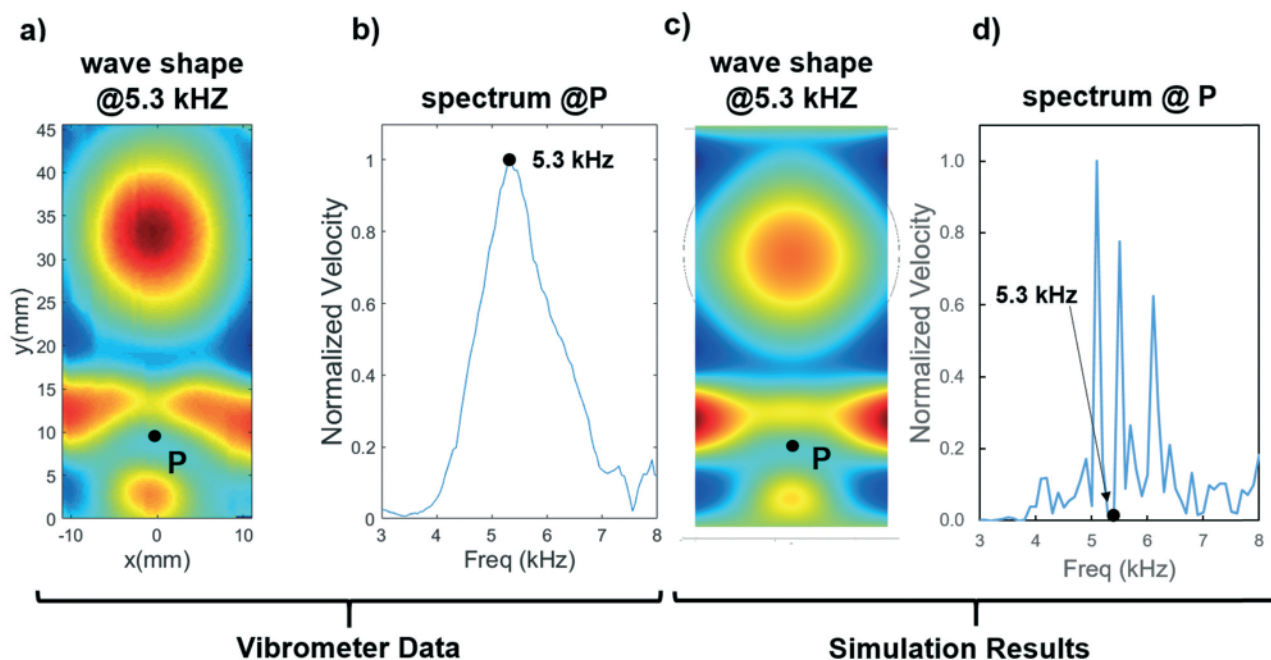 a)
wave shape
@5.3 kHZ
45
40
35
30
25
20
15
10
5
0
y(mm)
P
-10
0
10
x(mm)
b)
spectrum @P
1
0.8
0.6
0.4
0.2
0
Normalized Velocity
5.3 kHz
3
4
5
6
7
8
Freq (kHz)
Vibrometer Data
c)
wave shape
@5.3 kHZ
P
d)
spectrum @ P
1.0
0.8
0.6
0.4
0.2
0.0
Normalized Velocity
5.3 kHz
3
4
5
6
7
8
Freq (kHz)
Simulation Results